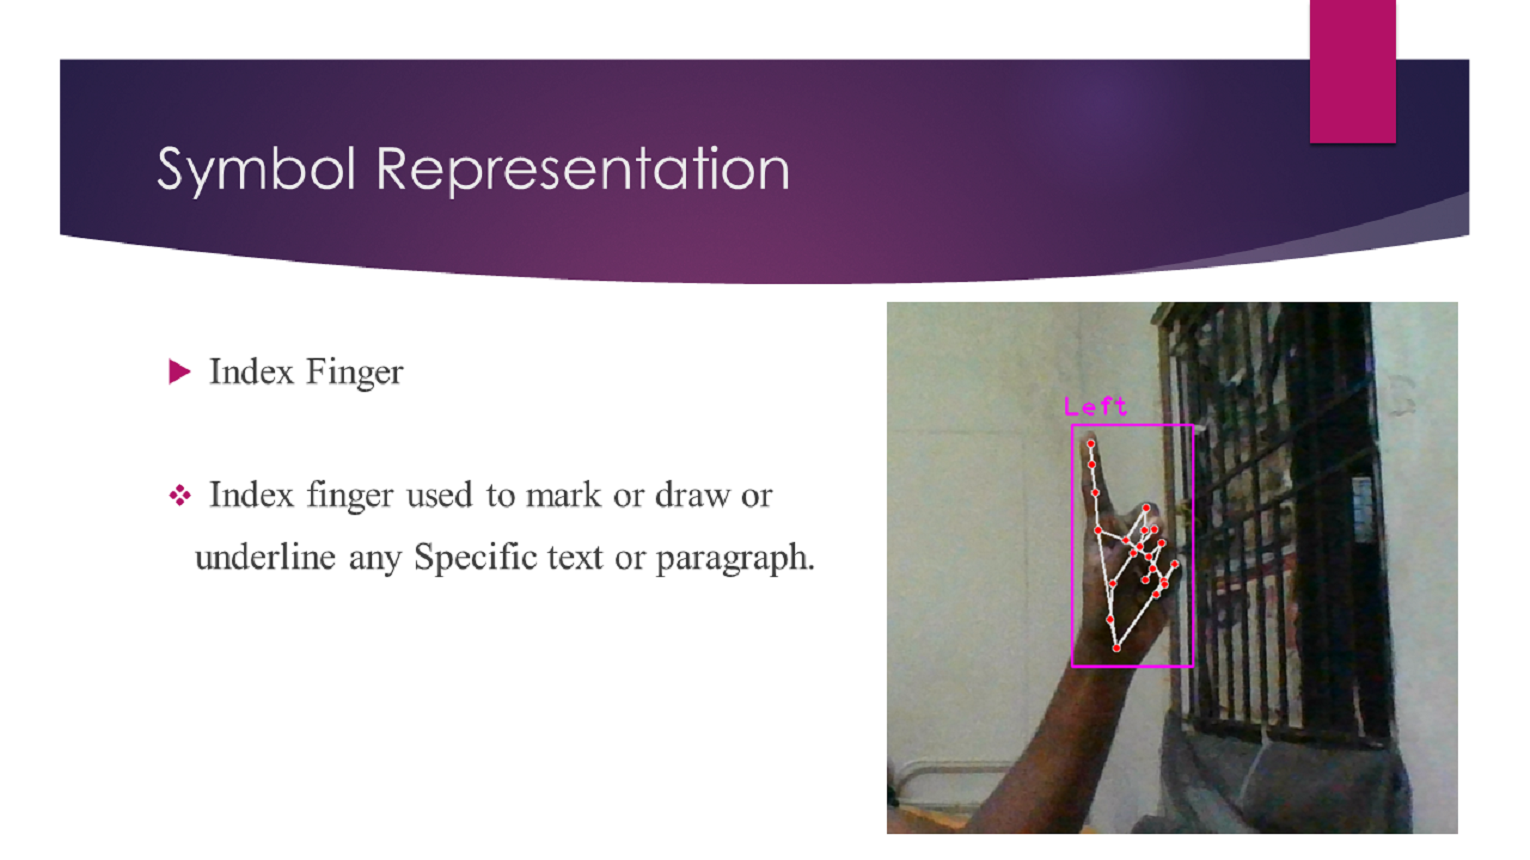 Symbol Representation
Index Finger
Index finger used to mark or draw or
underline any Specific text or paragraph.
Left